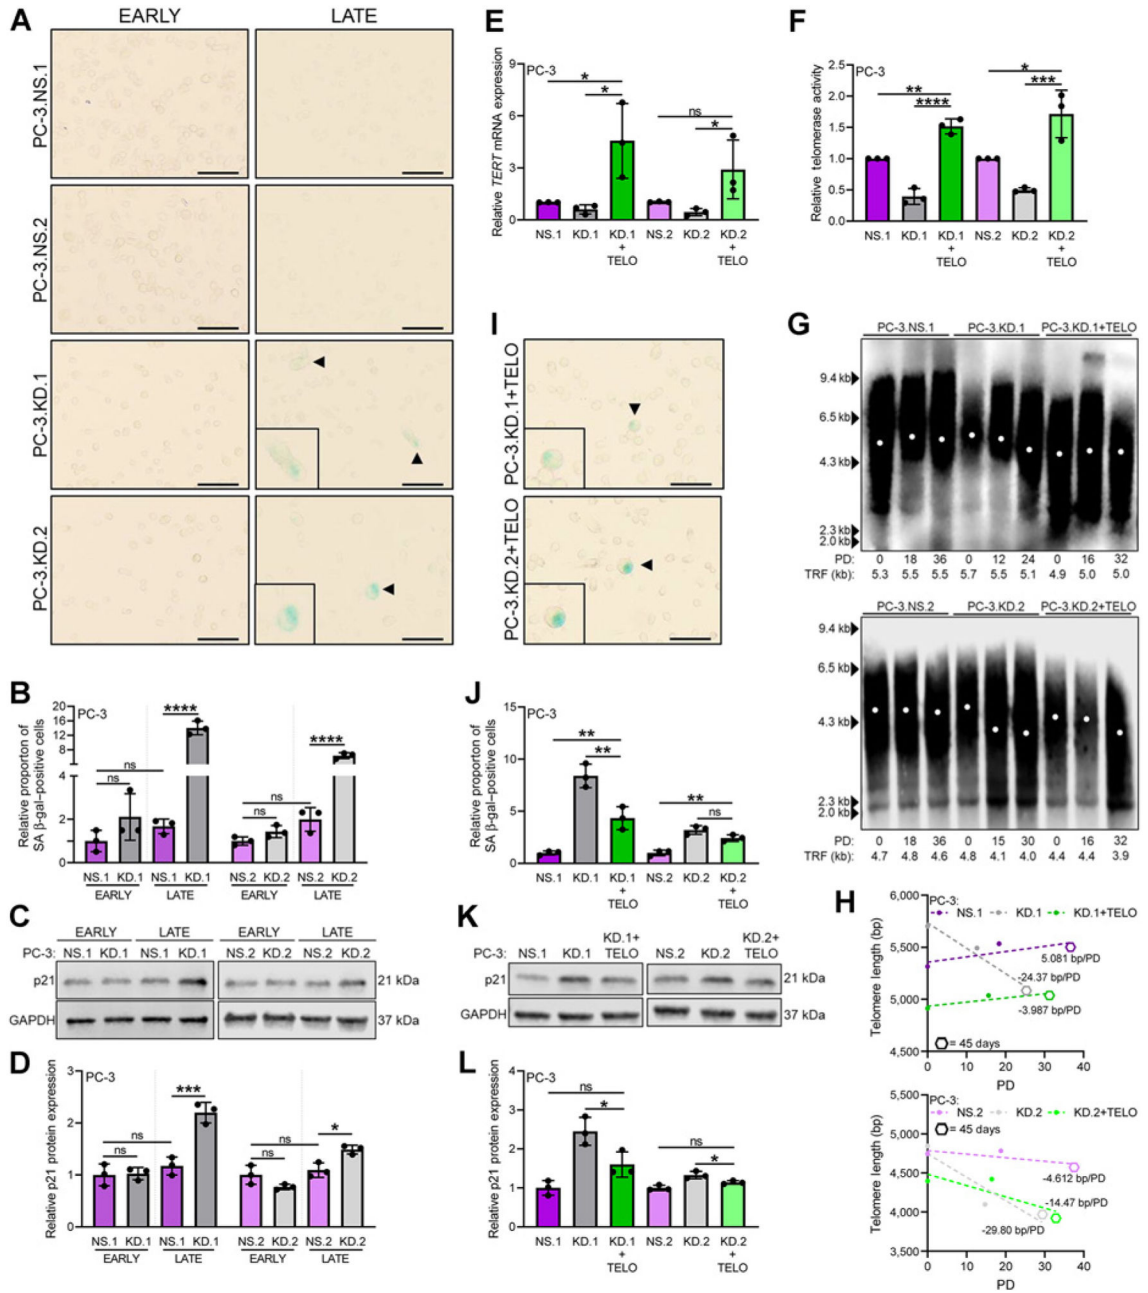 A
EARLY
LATE
PC-3.NS.1
PC-3.NS.2
PC-3.KD.1
PC-3.KD.2
B
Relative proporton of
SA β-gal–positive cells
PC-3
20
16
12
8
4
2
0
ns
ns
****
ns
ns
****
NS.1 KD.1 NS.1 KD.1 NS.2 KD.2 NS.2 KD.2
EARLY LATE EARLY LATE
C
EARLY LATE EARLY LATE
PC-3: NS.1 KD.1 NS.1 KD.1 NS.2 KD.2 NS.2 KD.2
p21 21 kDa
GAPDH 37 kDa
D
Relative p21 protein expression
PC-3
3
2
1
0
ns
ns
***
ns
ns
*
NS.1 KD.1 NS.1 KD.1 NS.2 KD.2 NS.2 KD.2
EARLY LATE EARLY LATE
E
Relative TERT mRNA expression
PC-3
9
6
3
0
*
*
ns
*
NS.1 KD.1 KD.1 NS.2 KD.2 KD.2
+ +
TELO TELO
F
Relative telomerase activity
PC-3
2.5
2.0
1.5
1.0
0.5
0
**
****
*
***
NS.1 KD.1 KD.1 NS.2 KD.2 KD.2
+ +
TELO TELO
I
PC-3.KD.1+TELO
PC-3.KD.2+TELO
G
PC-3.NS.1 PC-3.KD.1 PC-3.KD.1+TELO
9.4 kb
6.5 kb
4.3 kb
2.3 kb
2.0 kb
PD: 0 18 36 0 12 24 0 16 32
TRF (kb): 5.3 5.5 5.5 5.7 5.5 5.1 4.9 5.0 5.0
PC-3.NS.2 PC-3.KD.2 PC-3.KD.2+TELO
9.4 kb
6.5 kb
4.3 kb
2.3 kb
2.0 kb
PD: 0 18 36 0 15 30 0 16 32
TRF (kb): 4.7 4.8 4.6 4.8 4.1 4.0 4.4 4.4 3.9
J
Relative proporton of
SA β-gal–positive cells
PC-3
15
10
5
0
**
**
**
ns
NS.1 KD.1 KD.1 NS.2 KD.2 KD.2
+ +
TELO TELO
K
PC-3: NS.1 KD.1 KD.1+ NS.2 KD.2 KD.2+
TELO TELO
p21 21 kDa
GAPDH 37 kDa
L
Relative p21 protein expression
PC-3
4
3
2
1
0
ns
*
ns
*
NS.1 KD.1 KD.1 NS.2 KD.2 KD.2
+ +
TELO TELO
H
PC-3:
NS.1 KD.1 KD.1+TELO
Telomere length (bp)
6,000
5,500
5,000
4,500
5.081 bp/PD
-24.37 bp/PD
-3.987 bp/PD
= 45 days
0 10 20 30 40
PD
PC-3:
NS.2 KD.2 KD.2+TELO
= 45 days
Telomere length (bp)
5,500
5,000
4,500
4,000
3,500
-4.612 bp/PD
-14.47 bp/PD
-29.80 bp/PD
0 10 20 30 40
PD